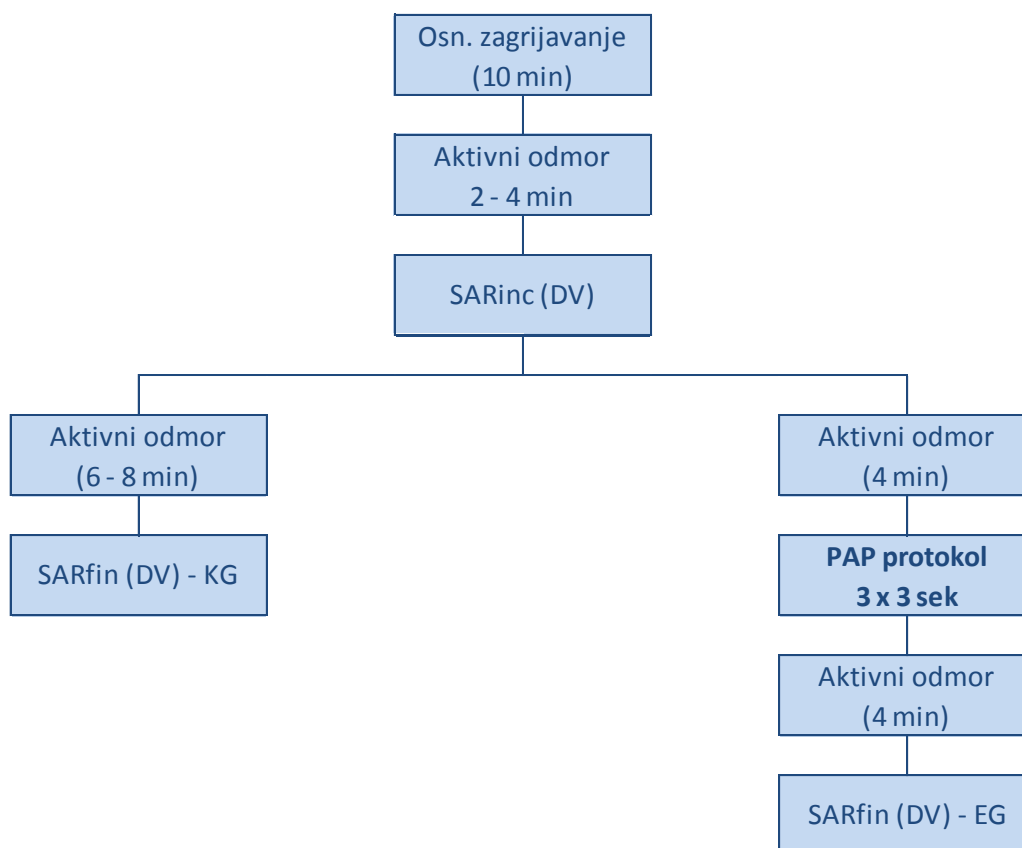 Osn. zagrijavanje
(10 min)
Aktivni odmor
2 - 4 min
SARinc (DV)
Aktivni odmor
(6 - 8 min)
SARfin (DV) - KG
Aktivni odmor
(4 min)
PAP protokol
3 x 3 sek
Aktivni odmor
(4 min)
SARfin (DV) - EG